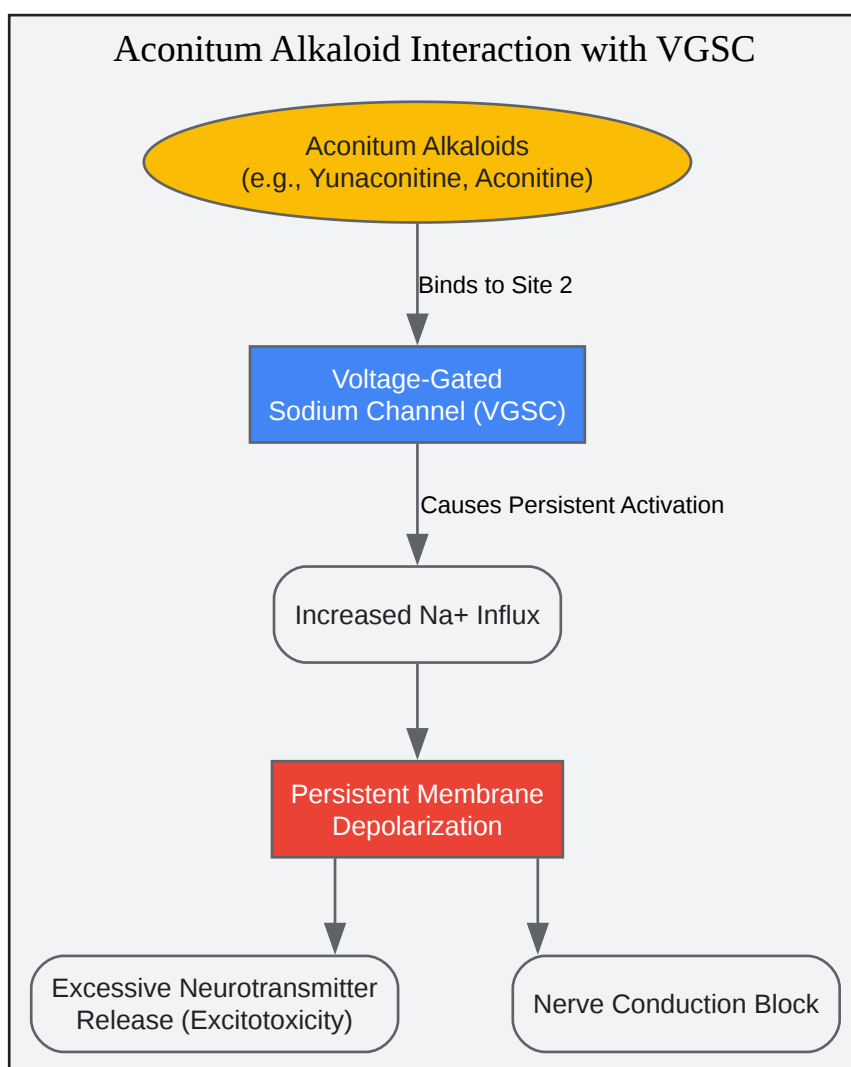 Aconitum Alkaloid Interaction with VGSC
Aconitum Alkaloids
(e.g., Yunaconitine, Aconitine)
Binds to Site 2
Voltage-Gated
Sodium Channel (VGSC)
Causes Persistent Activation
Increased Na+ Influx
Persistent Membrane
Depolarization
Excessive Neurotransmitter
Release (Excitotoxicity)
Nerve Conduction Block